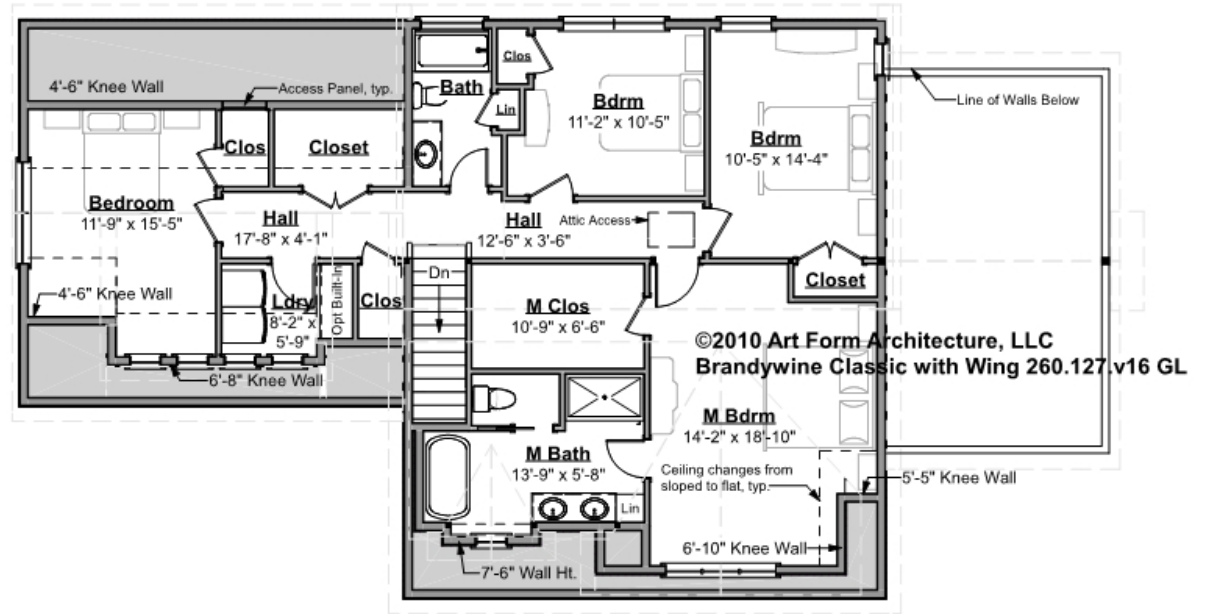 4'-6" Knee Wall
Access Panel, typ.
Clos
Bath
Lin
Bdrm
11'-2" x 10'-5"
Bdrm
10'-5" x 14'-4"
Line of Walls Below
Clos
Closet
Bedroom
11'-9" x 15'-5"
Hall
17'-8" x 4'-1"
Hall
12'-6" x 3'-6"
Attic Access
Dn
4'-6" Knee Wall
Ldry
8'-2" x
5'-9"
Opt Built-In
Clos
M Clos
10'-9" x 6'-6"
Closet
©2010 Art Form Architecture, LLC
Brandywine Classic with Wing 260.127.v16 GL
6'-8" Knee Wall
M Bdrm
14'-2" x 18'-10"
M Bath
13'-9" x 5'-8"
Ceiling changes from
sloped to flat, typ.
5'-5" Knee Wall
Lin
6'-10" Knee Wall
7'-6" Wall Ht.